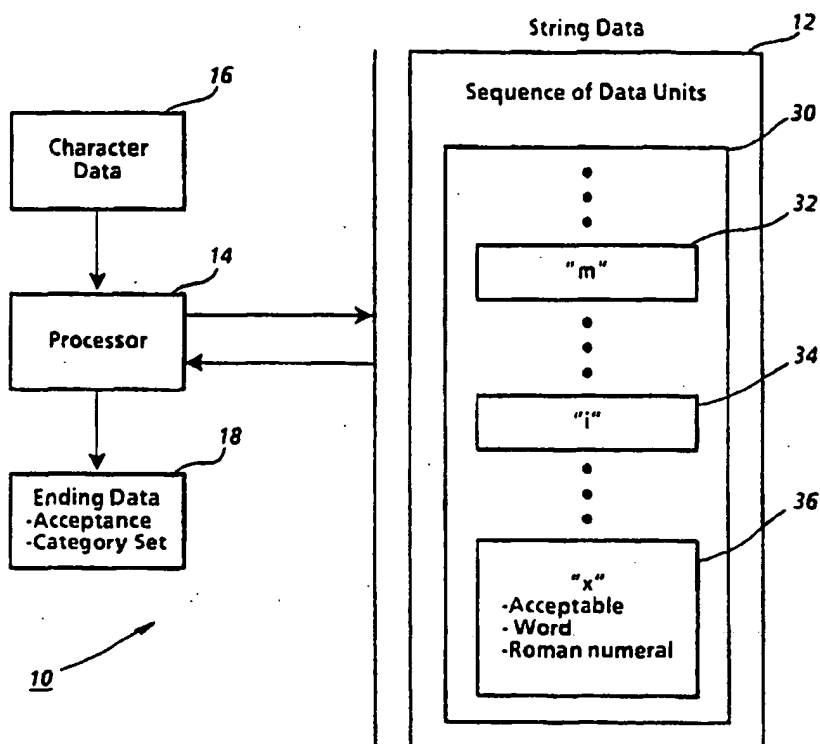 String Data
12
Sequence of Data Units
30
16
Character
Data
14
Processor
18
Ending Data
-Acceptance
-Category Set
10
32
"m"
34
"i"
36
"x"
-Acceptable
- Word
-Roman numeral